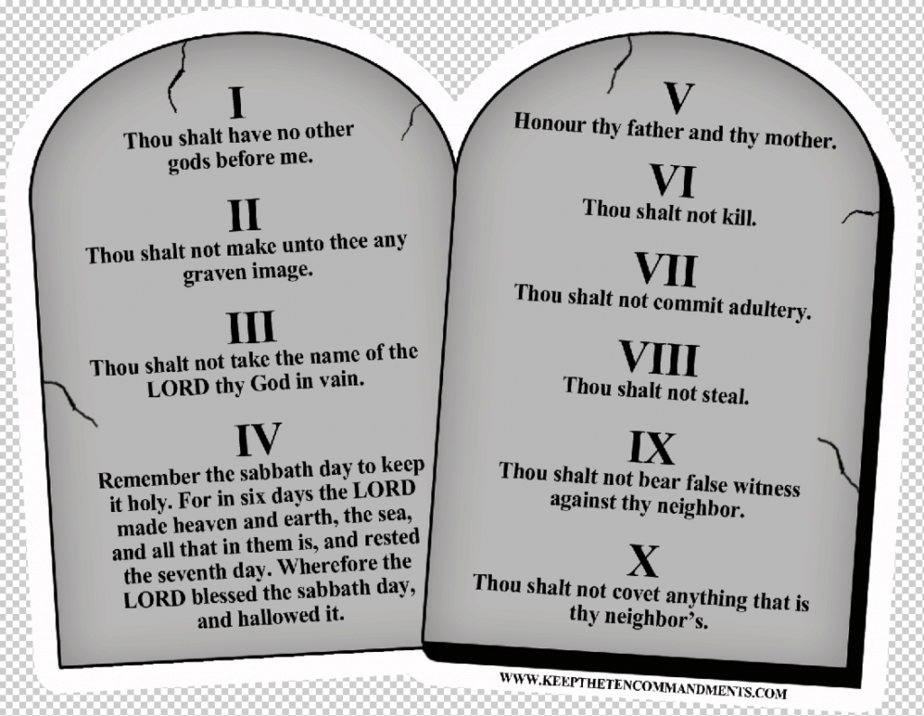 I
Thou shalt have no other
gods before me.
II
Thou shalt not make unto thee any
graven image.
III
Thou shalt not take the name of the
LORD thy God in vain.
IV
Remember the sabbath day to keep
it holy. For in six days the LORD
made heaven and earth, the sea,
and all that in them is, and rested
the seventh day. Wherefore the
LORD blessed the sabbath day,
and hallowed it.
V
Honour thy father and thy mother.
VI
Thou shalt not kill.
VII
Thou shalt not commit adultery.
VIII
Thou shalt not steal.
IX
Thou shalt not bear false witness
against thy neighbor.
X
Thou shalt not covet anything that is
thy neighbor's.
WWW.KEEPTHETENCOMMANDMENTS.COM